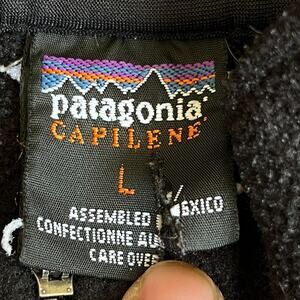 patagonia®
CAPILENE®
L
ASSEMBLED
CONFECTIONNE AU
CARE OVER